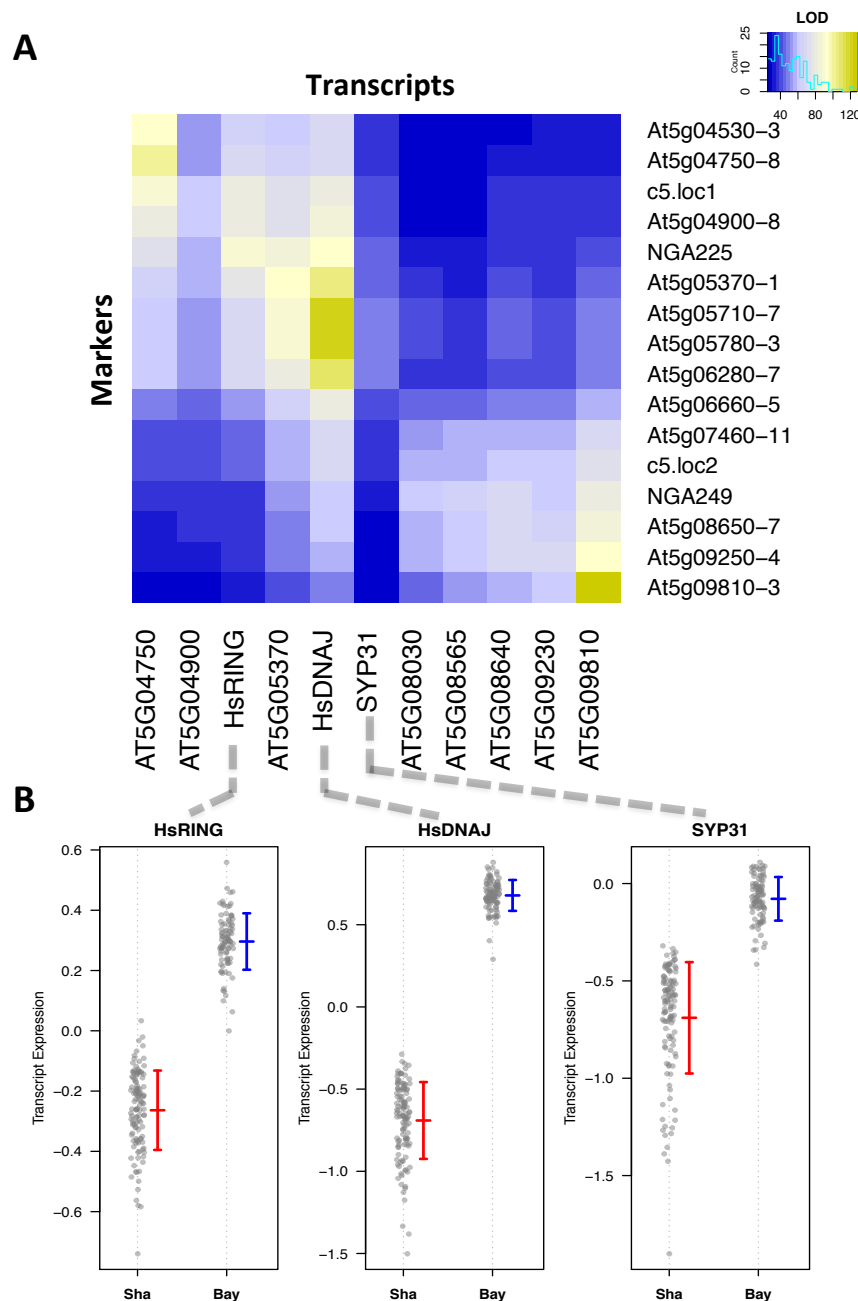 A
LOD
Count
0 10 15 25
40 80 120
Transcripts
Markers
At5g04530−3
At5g04750−8
c5.loc1
At5g04900−8
NGA225
At5g05370−1
At5g05710−7
At5g05780−3
At5g06280−7
At5g06660−5
At5g07460−11
c5.loc2
NGA249
At5g08650−7
At5g09250−4
At5g09810−3
AT5G04750
AT5G04900
HsRING
AT5G05370
HsDNAJ
SYP31
AT5G08030
AT5G08565
AT5G08640
AT5G09230
AT5G09810
B
HsRING
Transcript Expression
0.6
0.4
0.2
0.0
−0.2
−0.4
−0.6
Sha Bay
HsDNAJ
Transcript Expression
0.5
0.0
−0.5
−1.0
−1.5
Sha Bay
SYP31
Transcript Expression
0.0
−0.5
−1.0
−1.5
Sha Bay